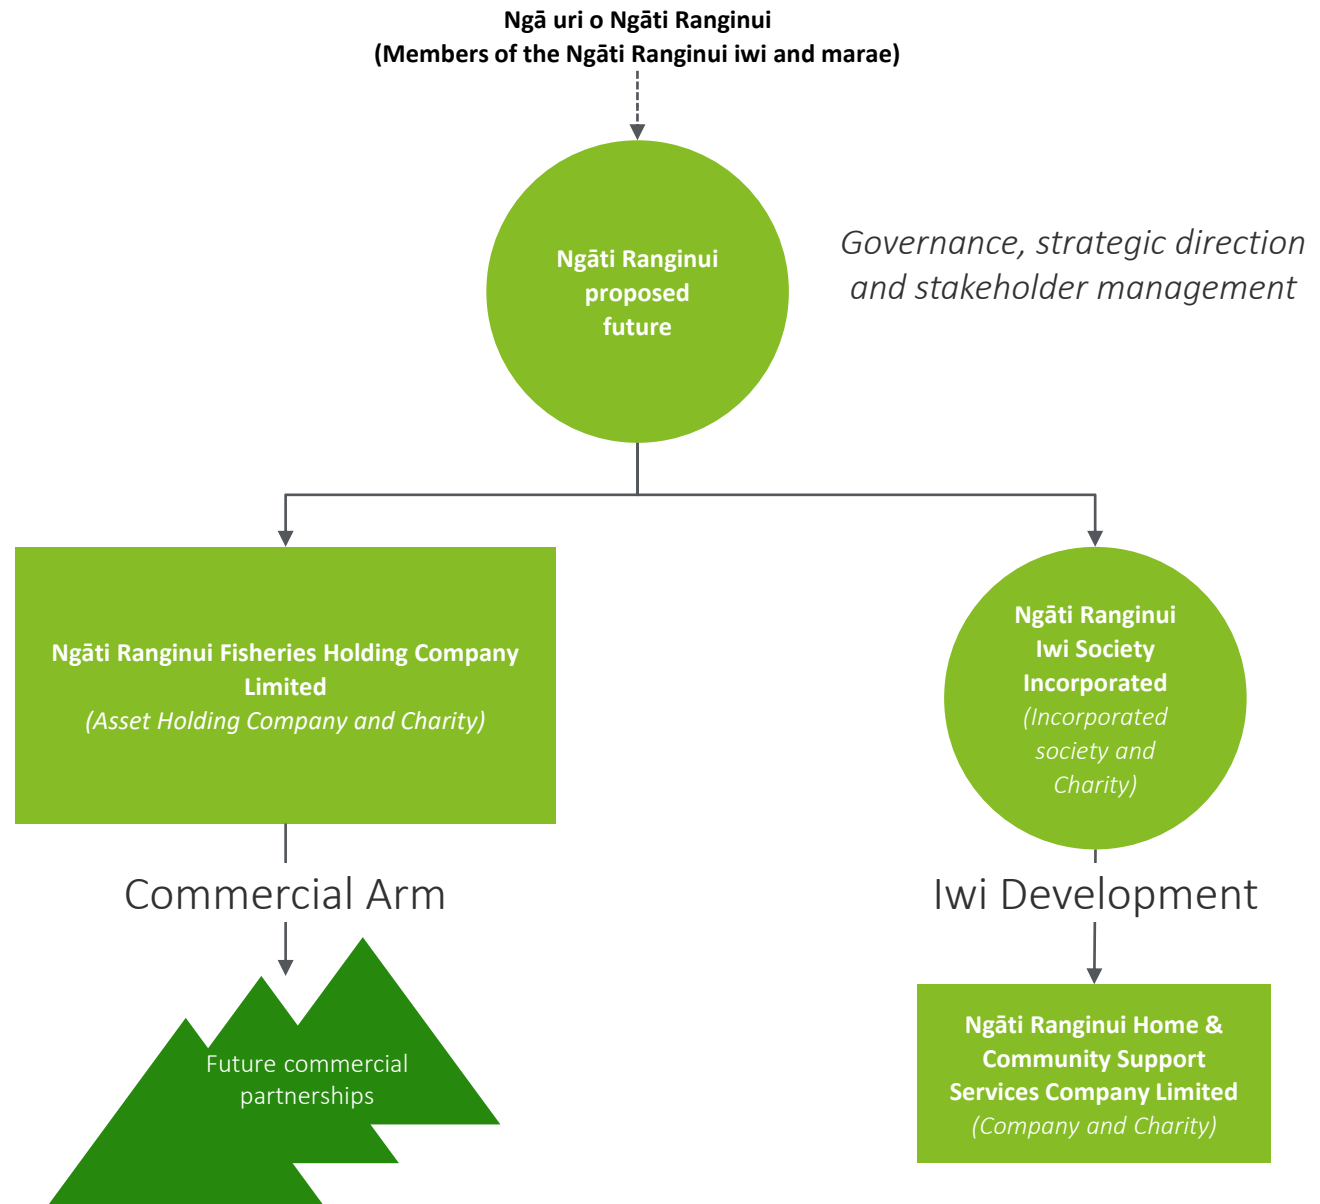 Ngā uri o Ngāti Ranginui
(Members of the Ngāti Ranginui iwi and marae)
Ngāti Ranginui
proposed
future
Governance, strategic direction
and stakeholder management
Ngāti Ranginui Fisheries Holding Company
Limited
(Asset Holding Company and Charity)
Ngāti Ranginui
Iwi Society
Incorporated
(Incorporated
society and
Charity)
Commercial Arm
Iwi Development
Future commercial
partnerships
Ngāti Ranginui Home &
Community Support
Services Company Limited
(Company and Charity)